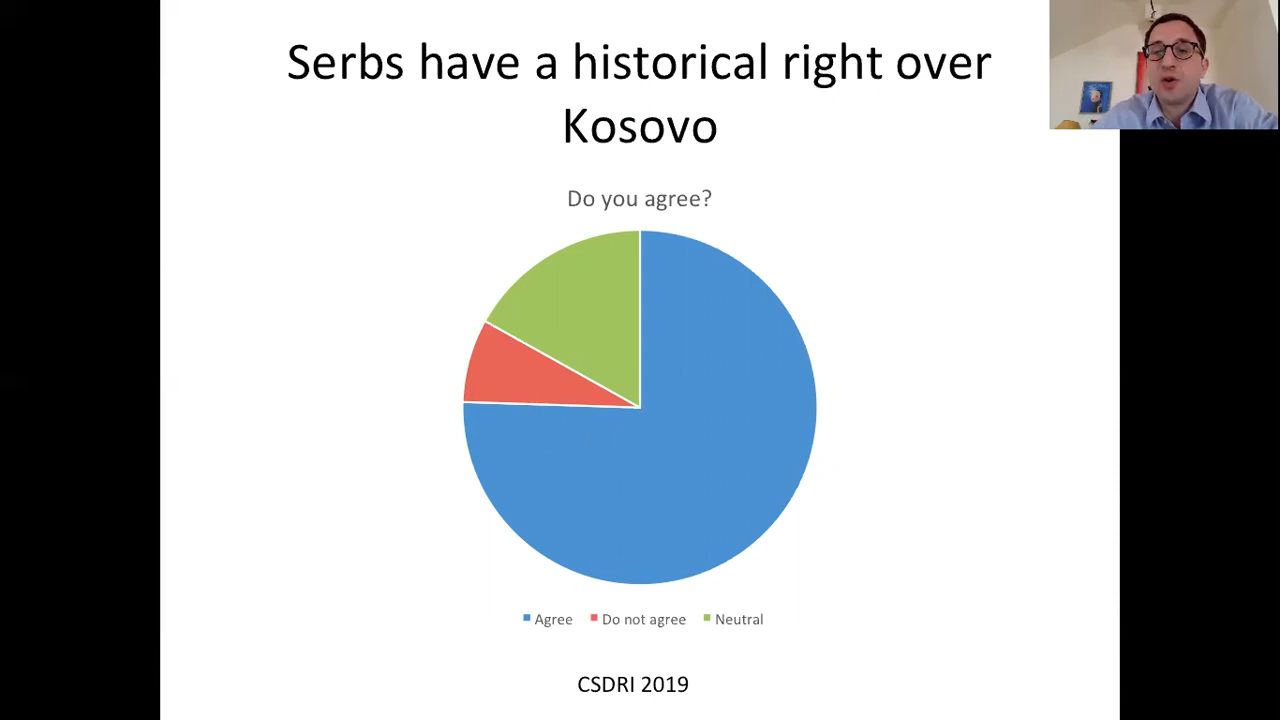 Serbs have a historical right over
Kosovo
Do you agree?
Agree Do not agree Neutral
CSDRI 2019